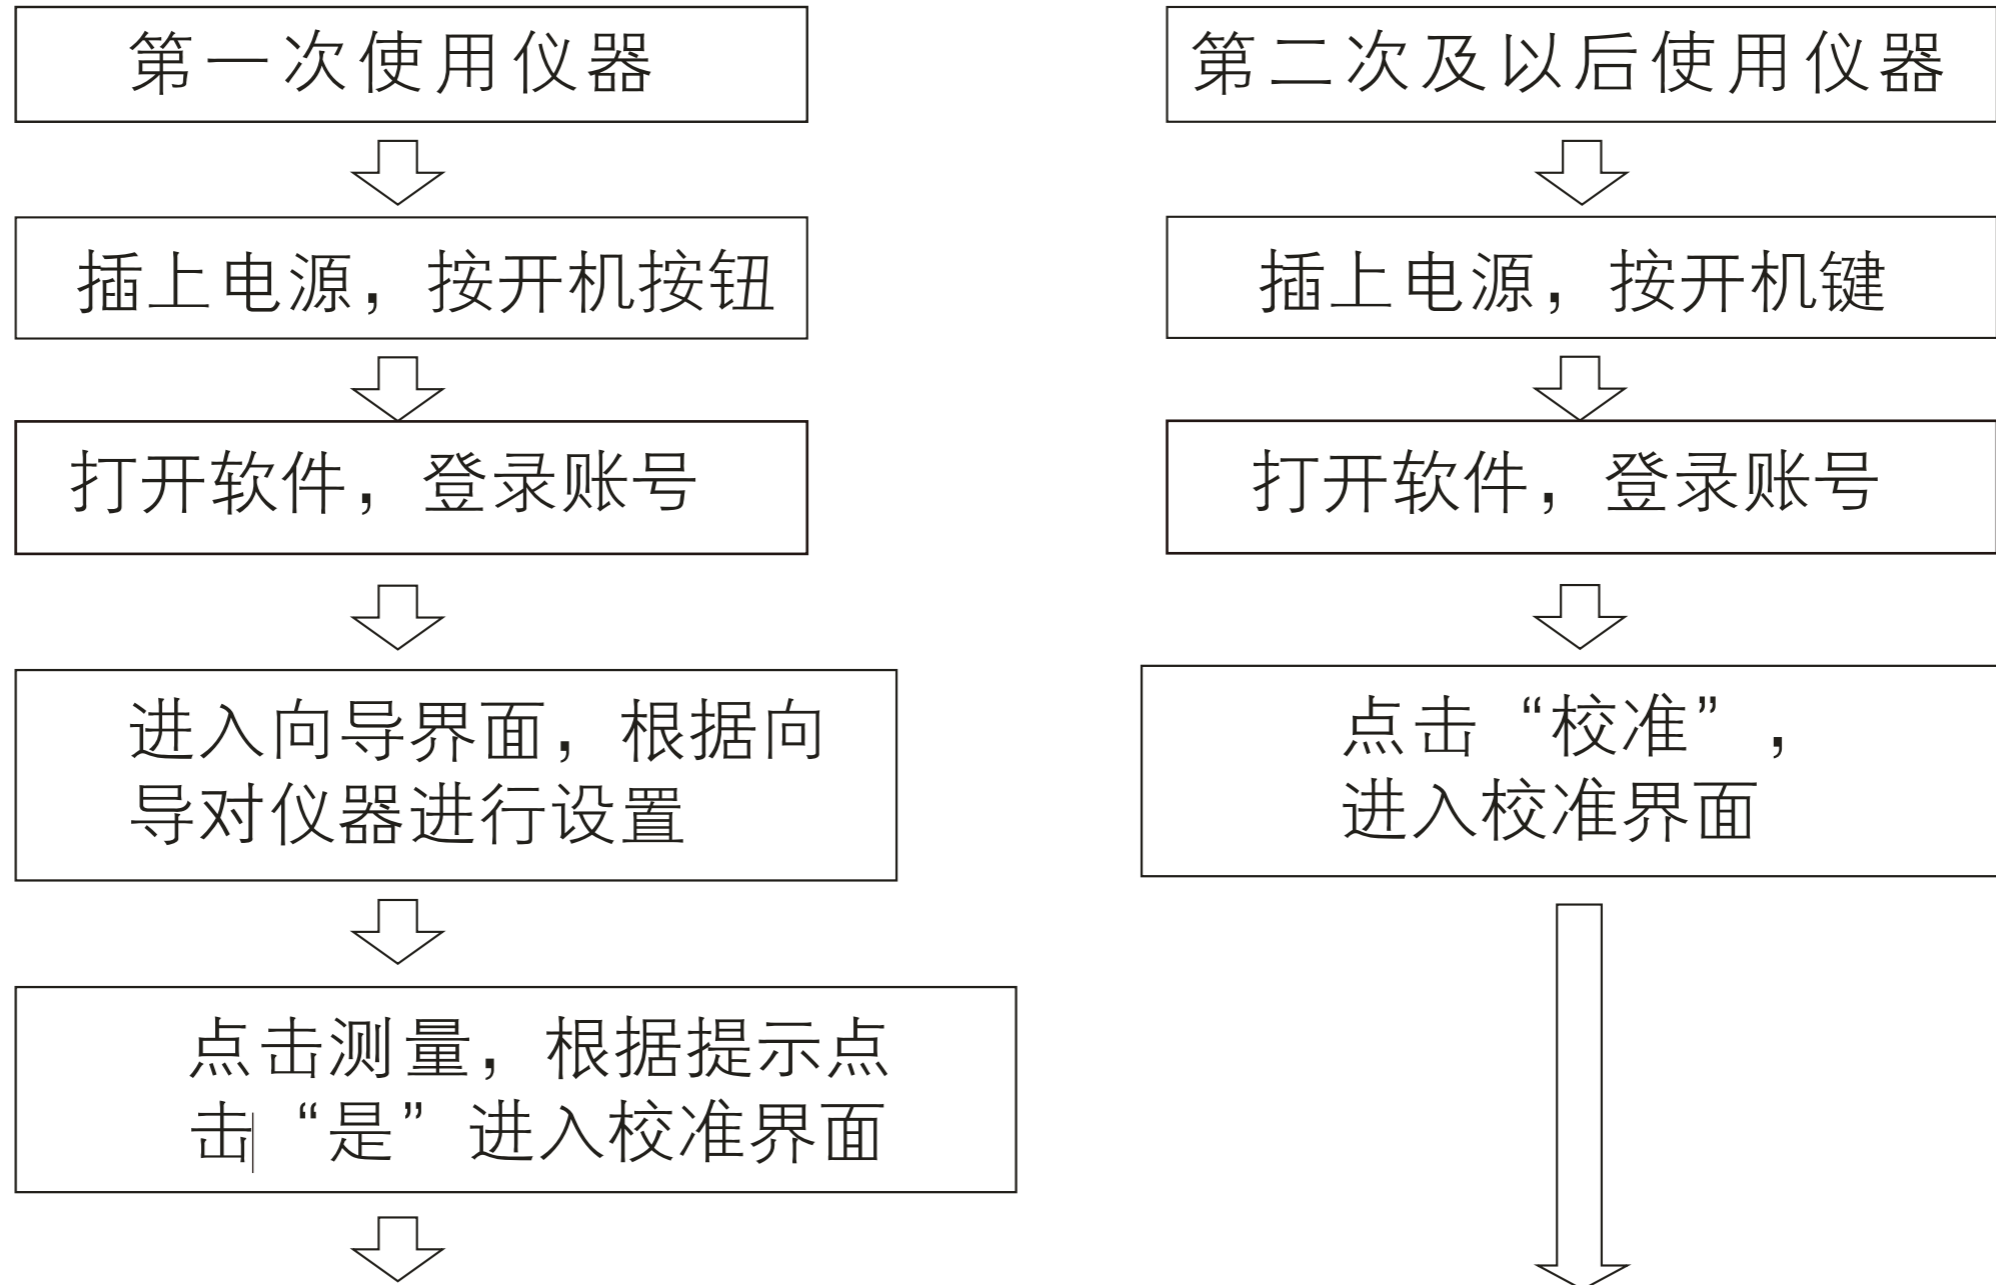 第一次使用仪器
插上电源，按开机按钮
打开软件，登录账号
进入向导界面，根据向
导对仪器进行设置
点击测量，根据提示点
击“是”进入校准界面
第二次及以后使用仪器
插上电源，按开机键
打开软件，登录账号
点击“校准”，
进入校准界面